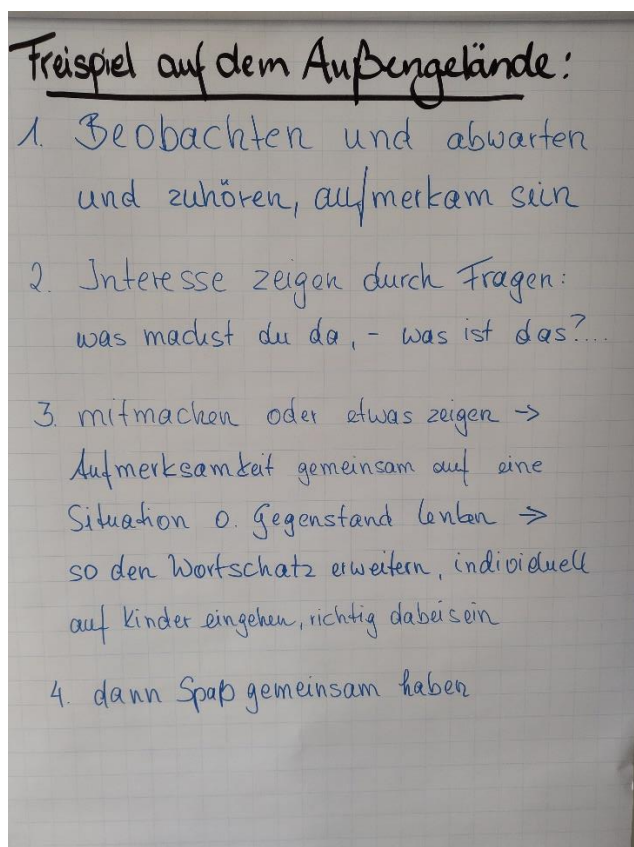 Freispiel auf dem Außengelände:
1. Beobachten und abwarten
und zuhören, aufmerkam sein
2. Interesse zeigen durch Fragen:
was machst du da, - was ist das?...
3. mitmachen oder etwas zeigen →
Aufmerksamkeit gemeinsam auf eine
Situation o. Gegenstand lenken →
so den Wortschatz erweitern, individuell
auf Kinder eingehen, richtig dabeisein
4. dann Spaß gemeinsam haben